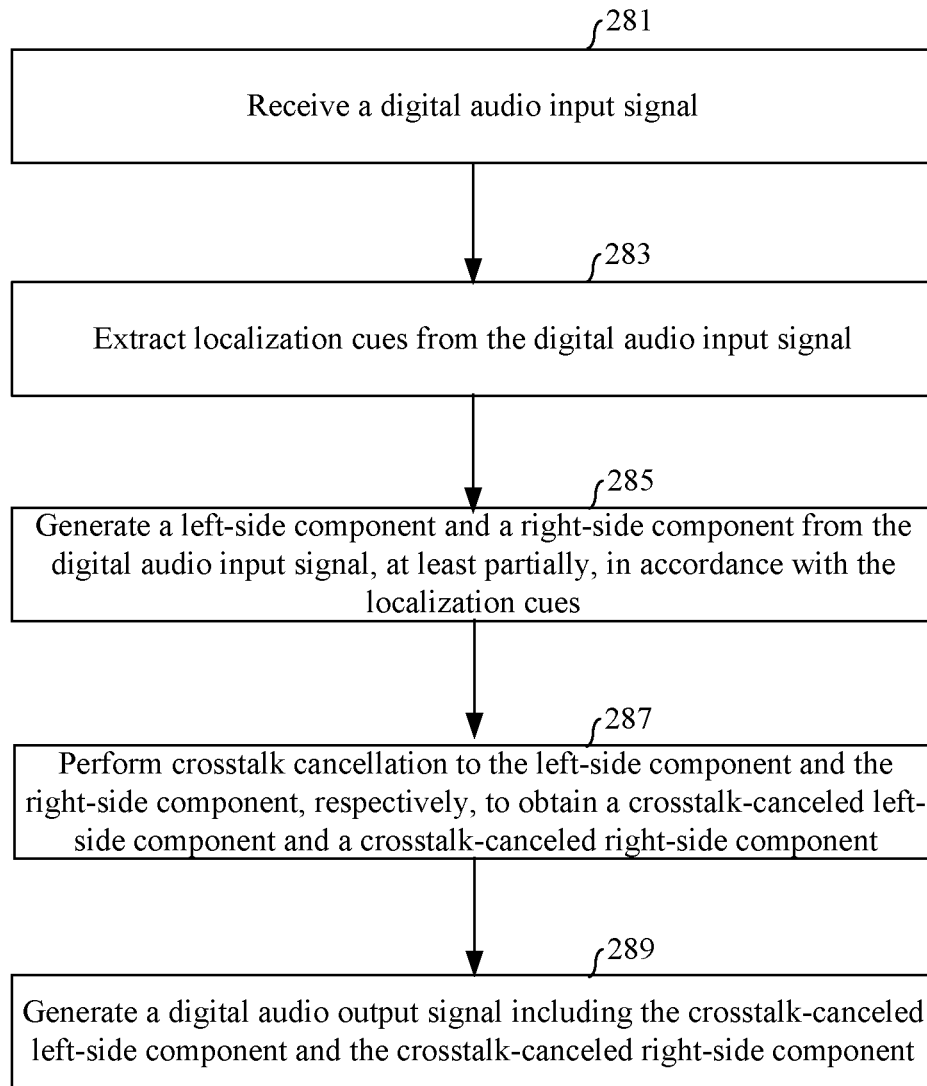 281
Receive a digital audio input signal
283
Extract localization cues from the digital audio input signal
285
Generate a left-side component and a right-side component from the
digital audio input signal, at least partially, in accordance with the
localization cues
287
Perform crosstalk cancellation to the left-side component and the
right-side component, respectively, to obtain a crosstalk-canceled left-
side component and a crosstalk-canceled right-side component
289
Generate a digital audio output signal including the crosstalk-canceled
left-side component and the crosstalk-canceled right-side component